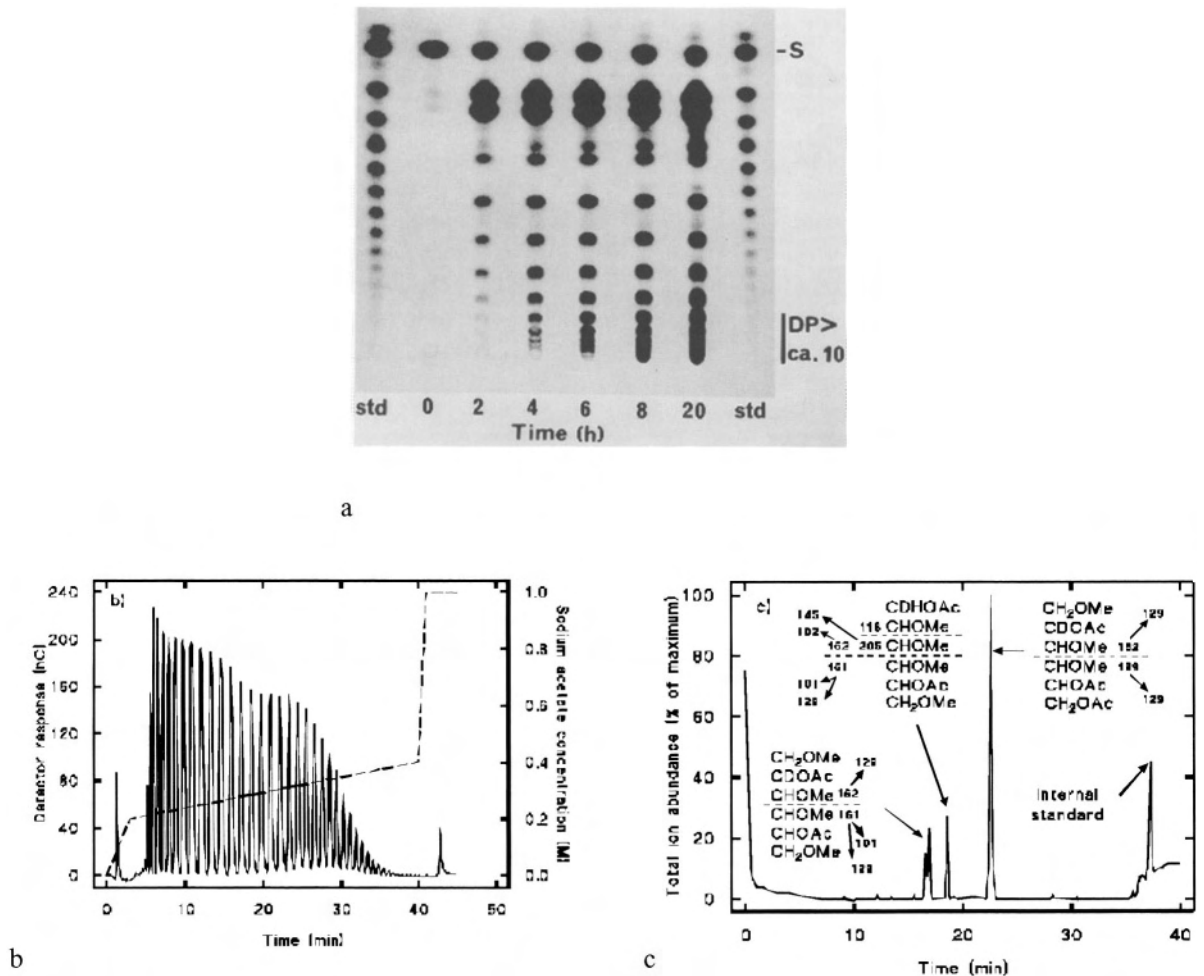 -S
DP>
ca. 10
std 0 2 4 6 8 20 std
Time (h)
a
b)
240
200
160
120
80
40
0
Detector response (nC)
1.0
0.8
0.6
0.4
0.2
0.0
Sodium acetate concentration [M]
0 10 20 30 40 50
Time [min]
b
c)
100
80
60
40
20
0
Total ion abundance (% of maximum)
145
102
161
101
CDHOAc
116 CHOMe
162 205 CHOMe
CHOMe
CHOAc
CH₂OMe
CH₂OMe
CHOMe
CHOMe
CHOAc
CH₂OAc
129
129
CH₂OMe
CDOAc
CHOMe 162
CHOMe 161
CHOAc
CH₂OMe
101
Internal
standard
0 10 20 30 40
Time (min)
c